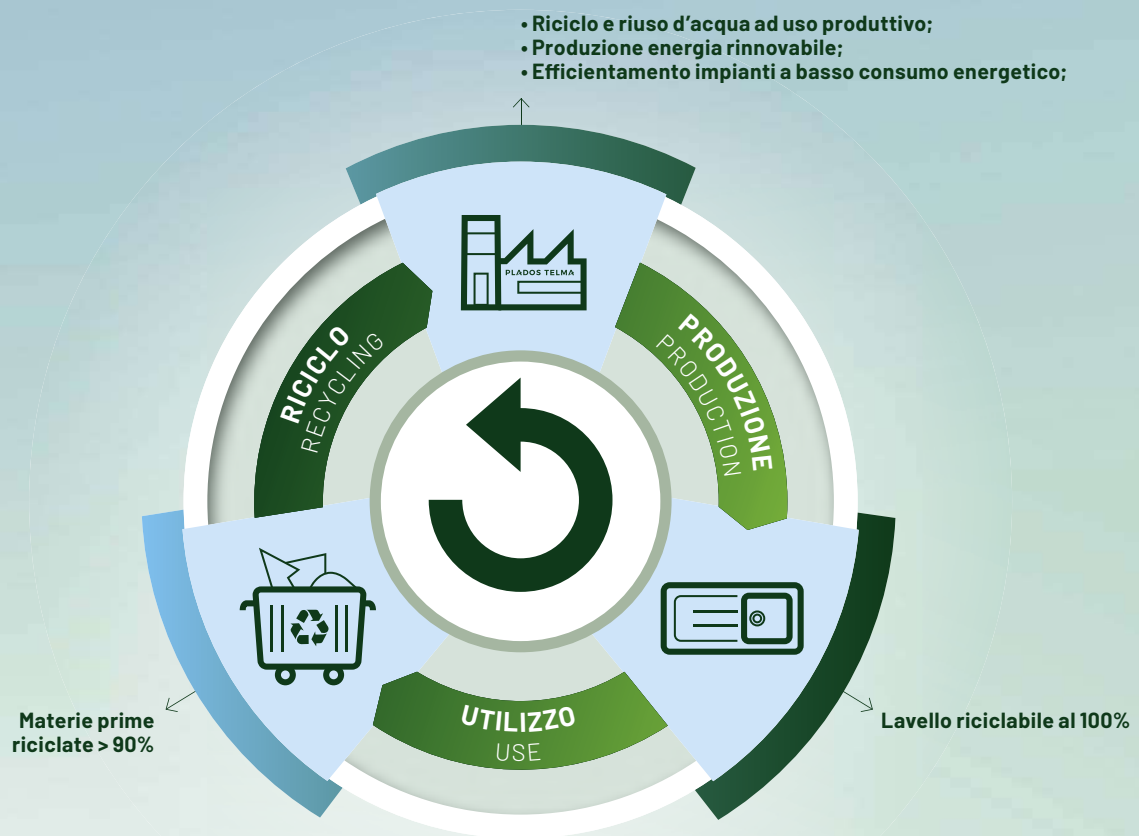 • Riciclo e riuso d’acqua ad uso produttivo;
• Produzione energia rinnovabile;
• Efficientamento impianti a basso consumo energetico;
PLADOS TELMA
RICICLO
RECYCLING
PRODUZIONE
PRODUCTION
Materie prime
riciclate > 90%
UTILIZZO
USE
Lavello riciclabile al 100%